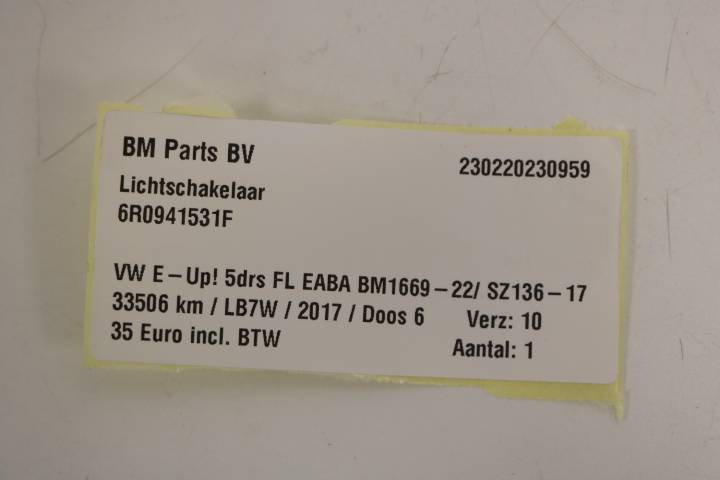 BM Parts BV 230220230959
Lichtschakelaar
6R0941531F
VW E-Up! 5drs FL EABA BM1669-22/ SZ136-17
33506 km / LB7W / 2017 / Doos 6 Verz: 10
35 Euro incl. BTW Aantal: 1